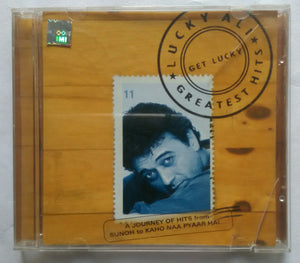 LUCKY ALI
GET LUCKY
GREATEST HITS
11
A JOURNEY OF HITS from
SUNOH to KAHO NAA PYAAR HAI